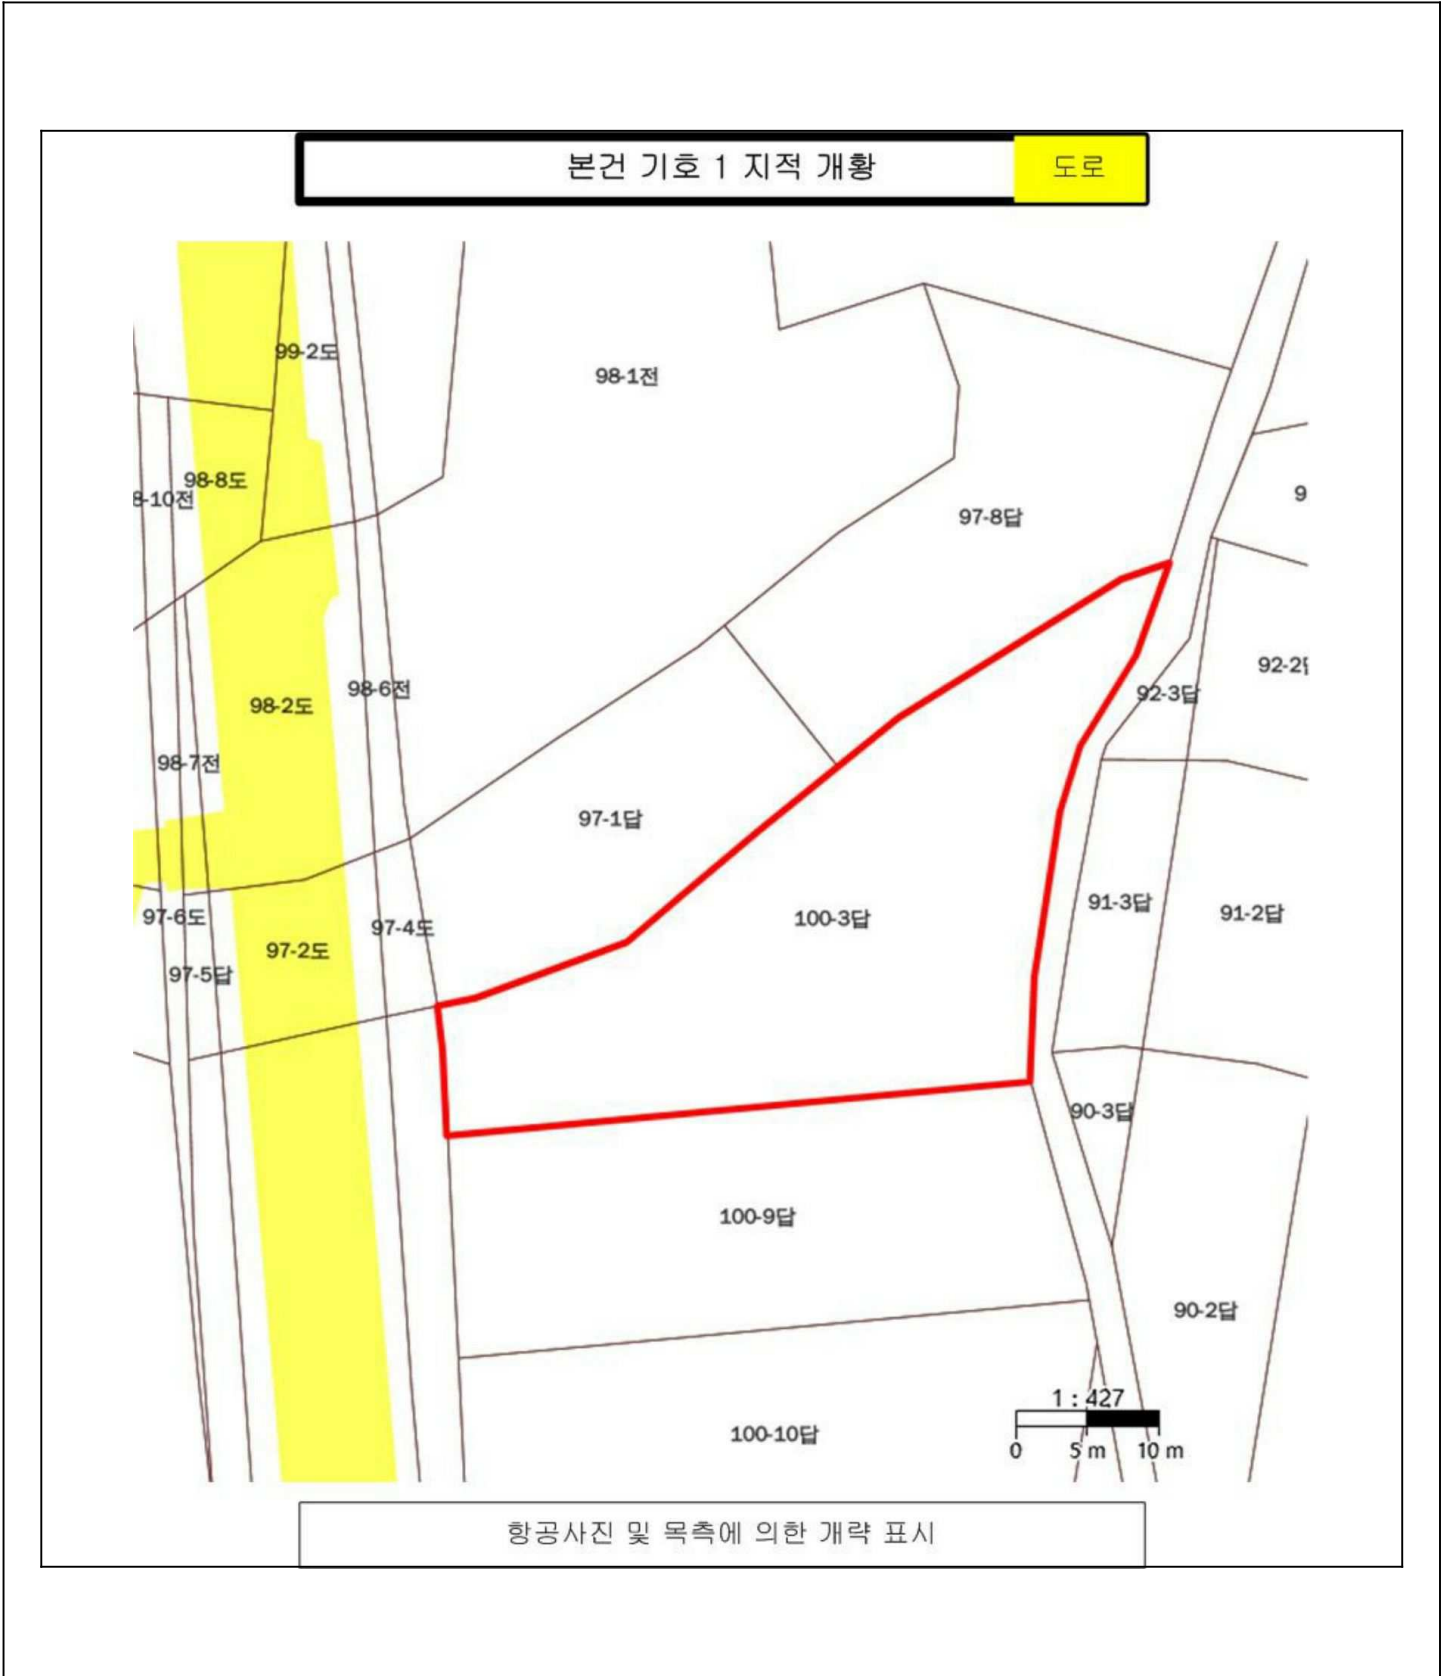 본건 기호 1 지적 개황
도로
99-2도
98-1전
98-8도
8-10전
9
97-8답
92-2
92-3답
98-6전
98-2도
98-7전
97-1답
91-3답
91-2답
100-3답
97-6도
97-4도
97-2도
97-5답
90-3답
100-9답
90-2답
1 : 427
100-10답
0 5 m 10 m
항공사진 및 목측에 의한 개략 표시